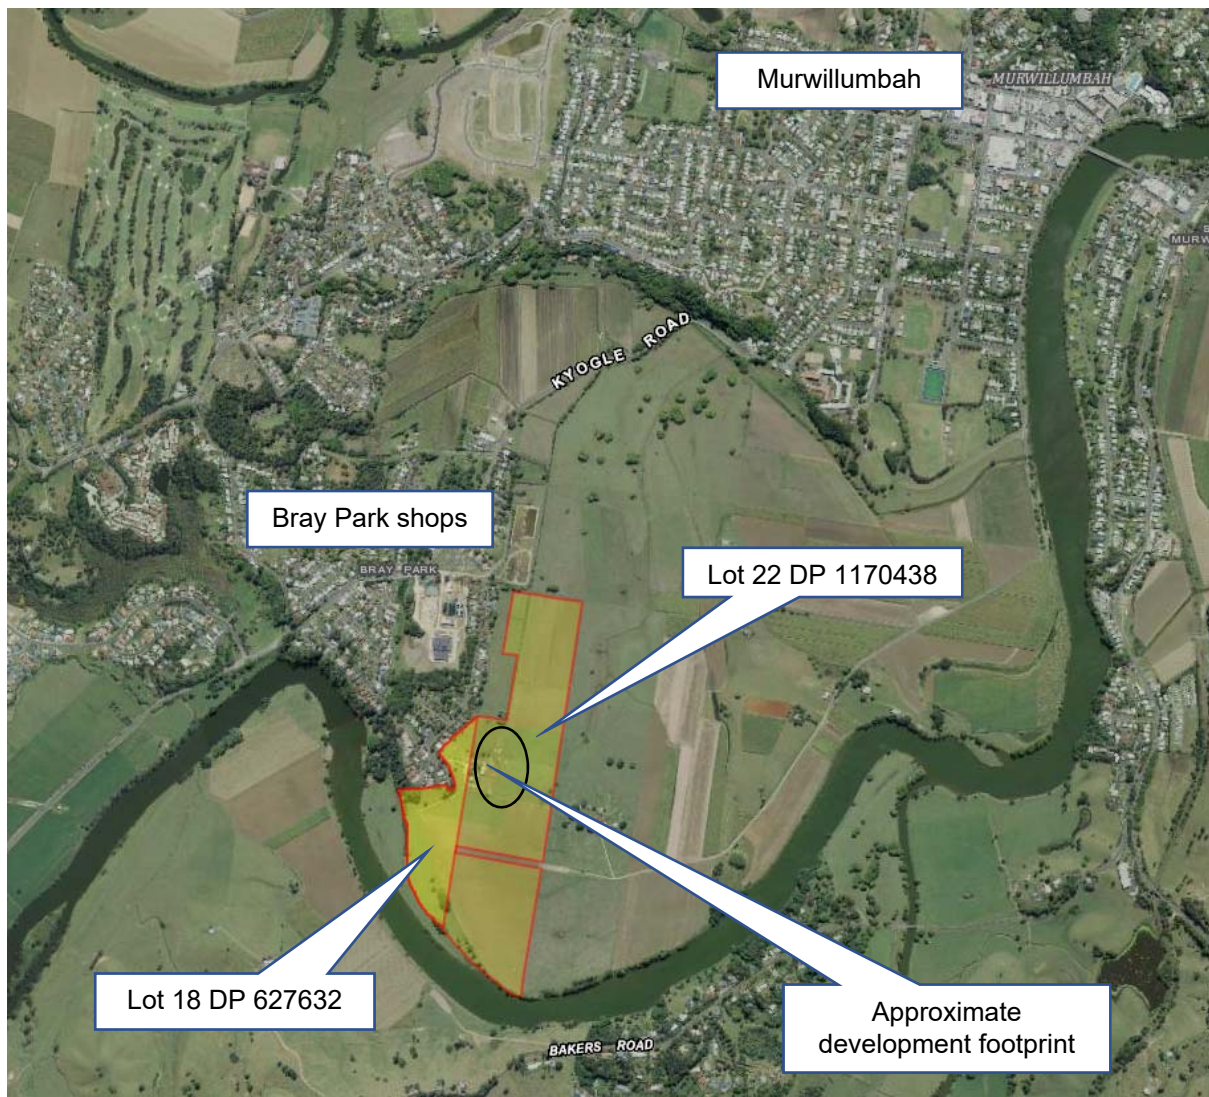 Murwillumbah
MURWILLUMBAH
MURW
KYOGLE ROAD
Bray Park shops
BRAY PARK
Lot 22 DP 1170438
Lot 18 DP 627632
Approximate
development footprint
BAKERS ROAD